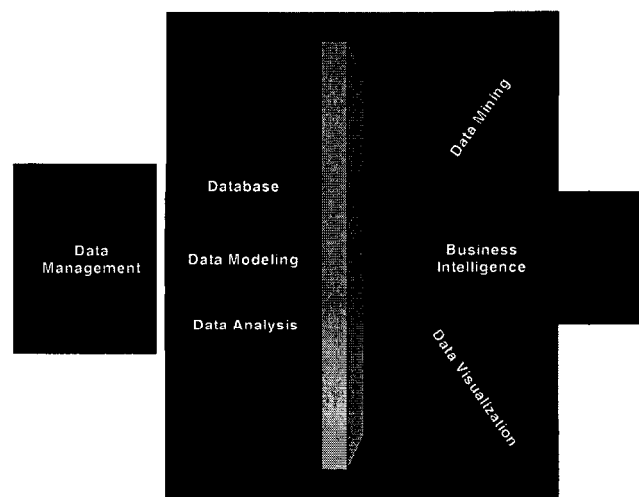 Data
Management
Database
Data Modeling
Data Analysis
Data Mining
Business
Intelligence
Data Visualization